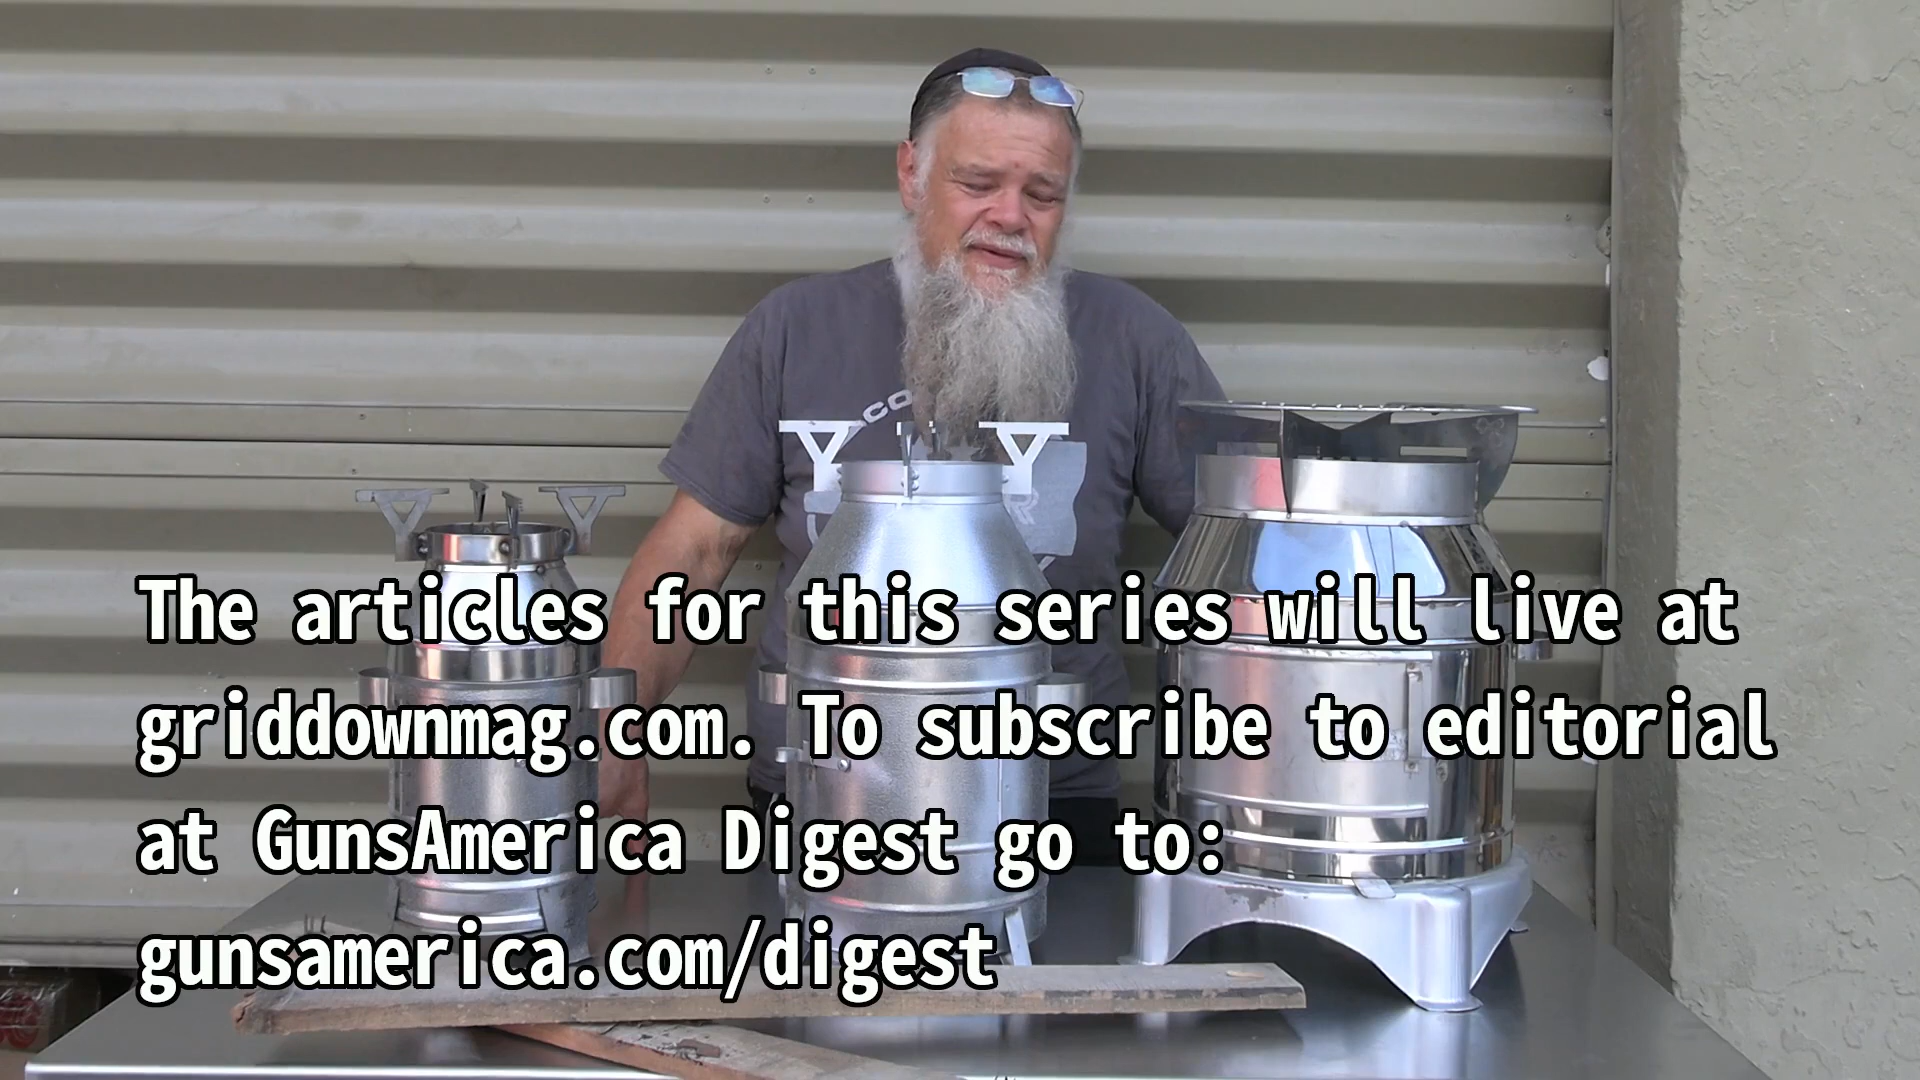 CO
R
The articles for this series will live at
griddownmag.com. To subscribe to editorial
at GunsAmerica Digest go to:
gunsamerica.com/digest